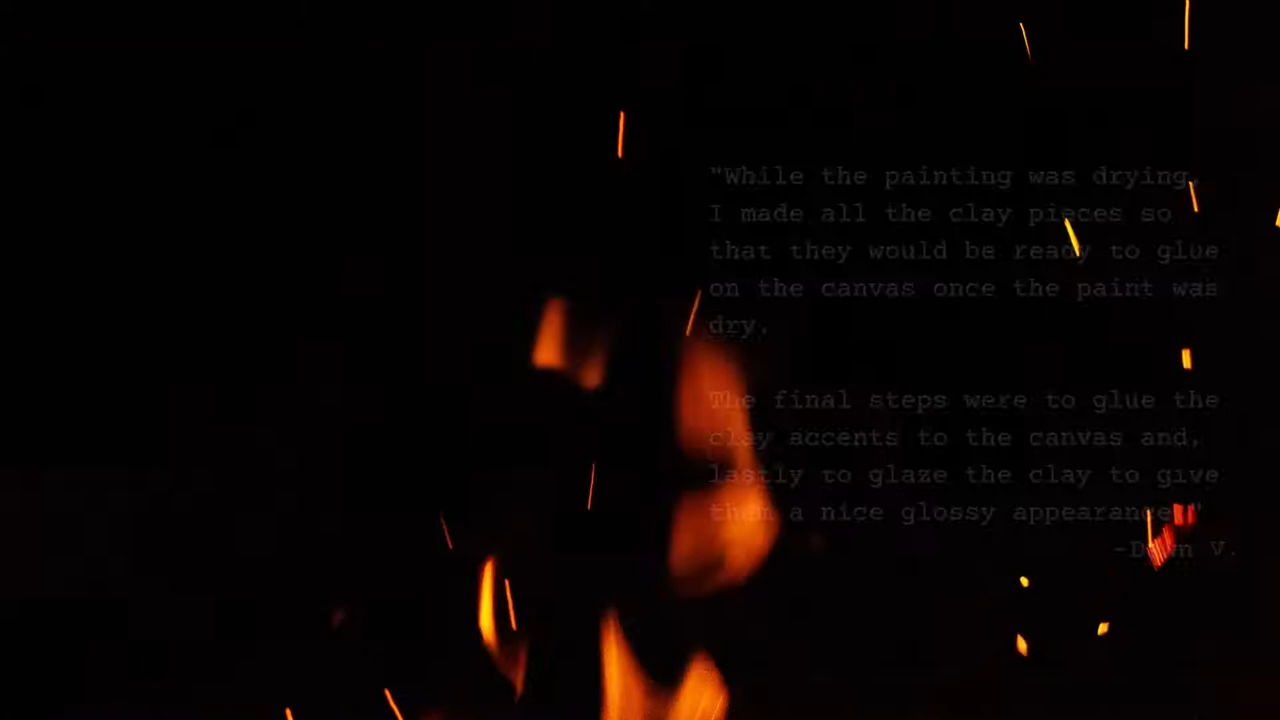 "While the painting was drying,
I made all the clay pieces so
that they would be ready to glue
on the canvas once the paint was
dry.
The final steps were to glue the
clay accents to the canvas and,
lastly to glaze the clay to give
them a nice glossy appearance."
-Dawn V.